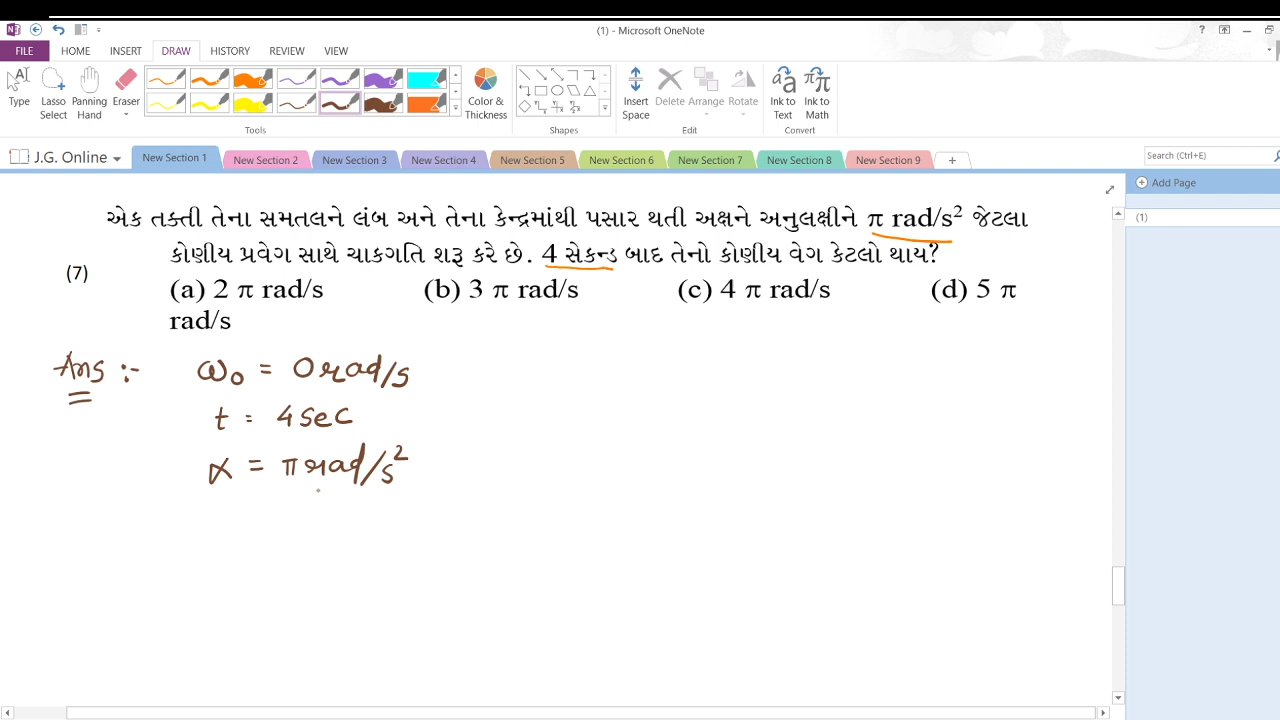 (1) - Microsoft OneNote
FILE HOME INSERT DRAW HISTORY REVIEW VIEW
Type Lasso Select Panning Hand Eraser Color & Thickness Insert Space Delete Arrange Rotate Ink to Text Ink to Math
Tools Shapes Edit Convert
J.G. Online New Section 1 New Section 2 New Section 3 New Section 4 New Section 5 New Section 6 New Section 7 New Section 8 New Section 9 Search (Ctrl+E)
Add Page
(1)
એક તક્તી તેના સમતલને લંબ અને તેના કેન્દ્રમાંથી પસાર થતી અક્ષને અનુલક્ષીને π rad/s² જેટલા
કોણીય પ્રવેગ સાથે ચાકગતિ શરૂ કરે છે. 4 સેકન્ડ બાદ તેનો કોણીય વેગ કેટલો થાય?
(7)
(a) 2 π rad/s (b) 3 π rad/s (c) 4 π rad/s (d) 5 π
rad/s
Ans :- ω₀ = 0 rad/s
t = 4 sec
α = π rad/s²